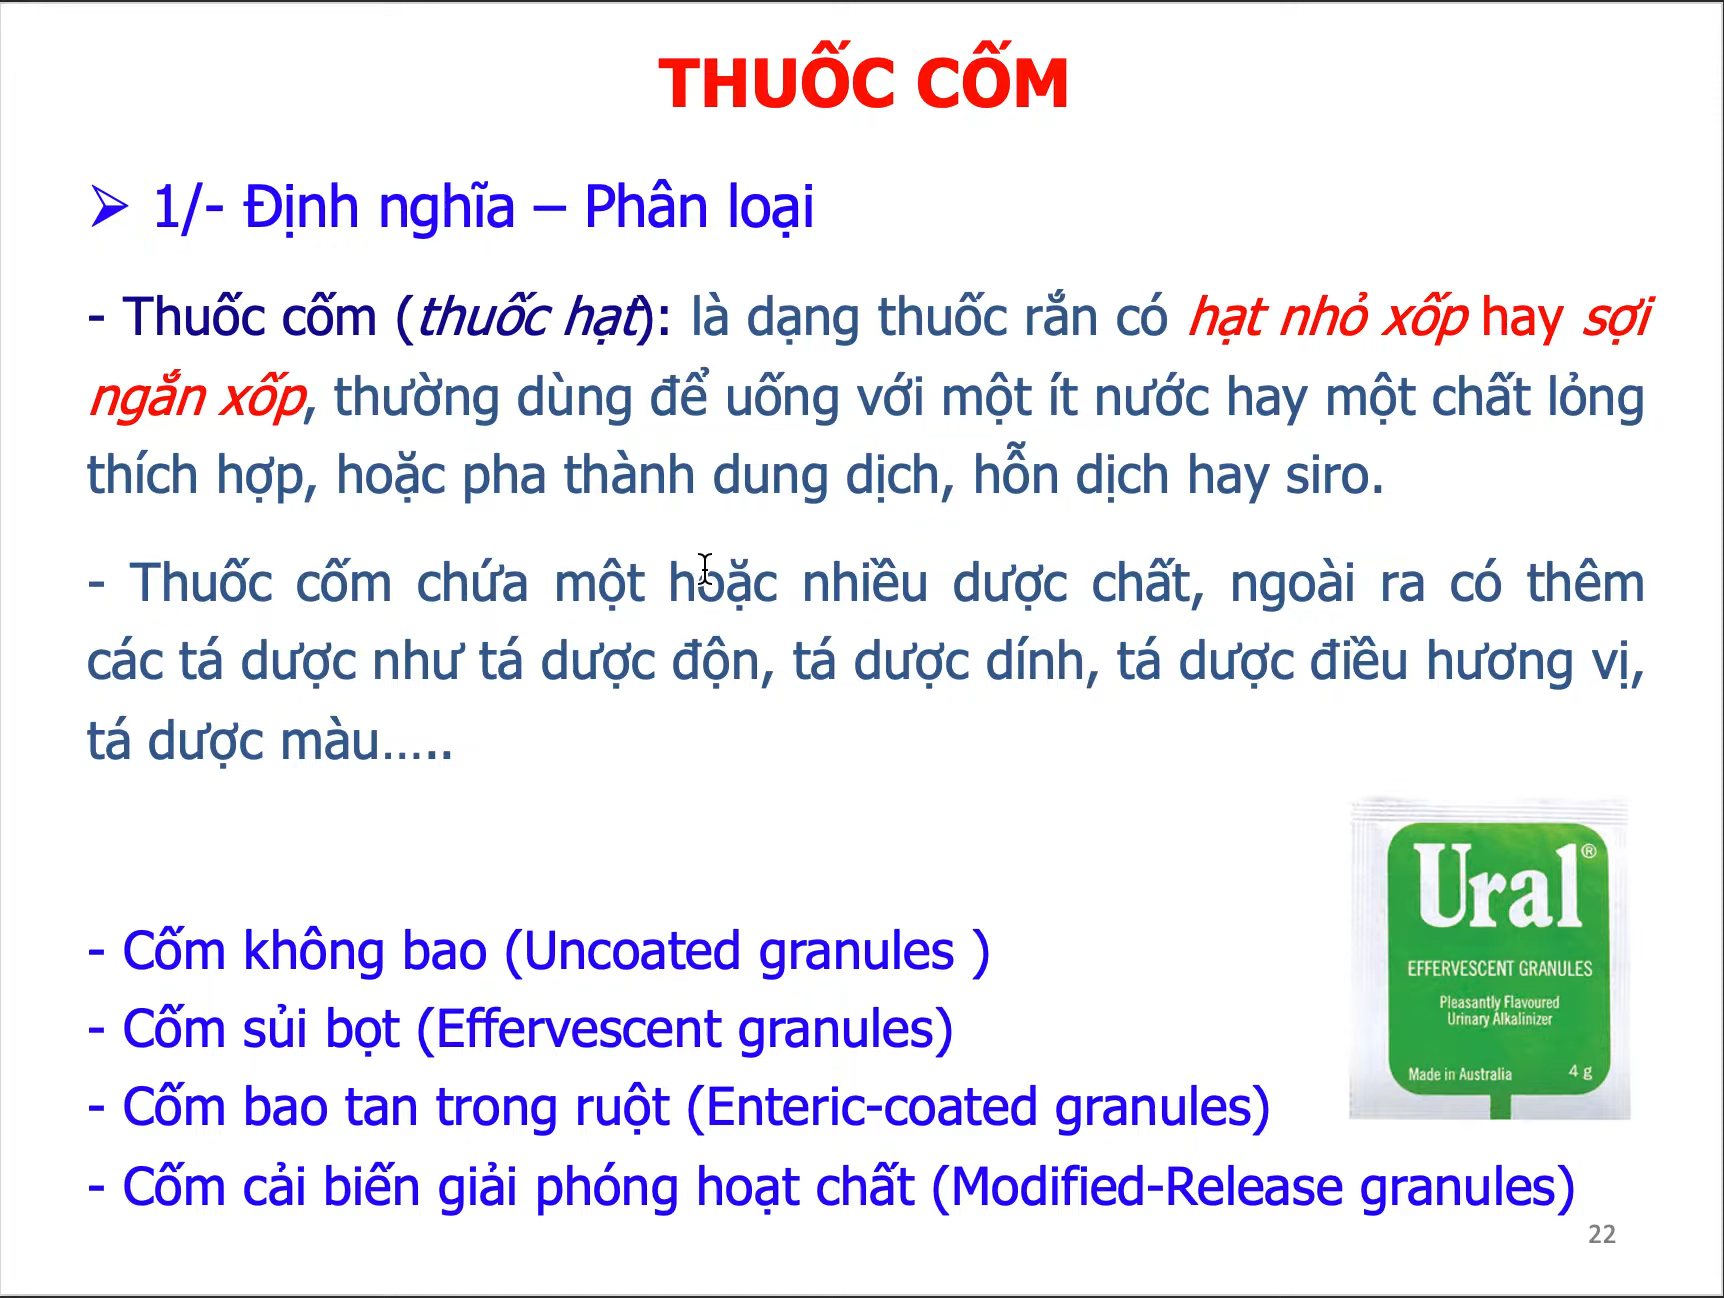 THUỐC CỐM
➢ 1/- Định nghĩa – Phân loại
- Thuốc cốm (thuốc hạt): là dạng thuốc rắn có hạt nhỏ xốp hay sợi
ngắn xốp, thường dùng để uống với một ít nước hay một chất lỏng
thích hợp, hoặc pha thành dung dịch, hỗn dịch hay siro.
- Thuốc cốm chứa một hoặc nhiều dược chất, ngoài ra có thêm
các tá dược như tá dược độn, tá dược dính, tá dược điều hương vị,
tá dược màu.....
Ural®
EFFERVESCENT GRANULES
Pleasantly Flavoured
Urinary Alkalinizer
Made in Australia 4 g
- Cốm không bao (Uncoated granules )
- Cốm sủi bọt (Effervescent granules)
- Cốm bao tan trong ruột (Enteric-coated granules)
- Cốm cải biến giải phóng hoạt chất (Modified-Release granules)
22